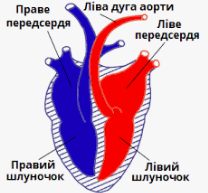 Праве
передсердя
Ліва дуга аорти
Ліве
передсердя
Правий
шлуночок
Лівий
шлуночок